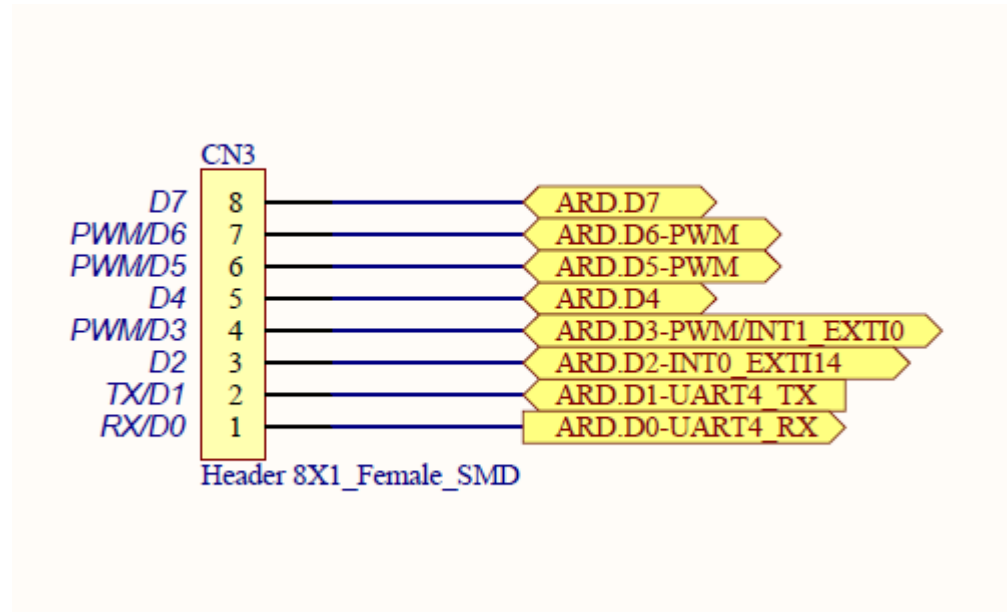 CN3
D7 8 ARD.D7
PWM/D6 7 ARD.D6-PWM
PWM/D5 6 ARD.D5-PWM
D4 5 ARD.D4
PWM/D3 4 ARD.D3-PWM/INT1_EXTI0
D2 3 ARD.D2-INT0_EXTI14
TX/D1 2 ARD.D1-UART4_TX
RX/D0 1 ARD.D0-UART4_RX
Header 8X1_Female_SMD